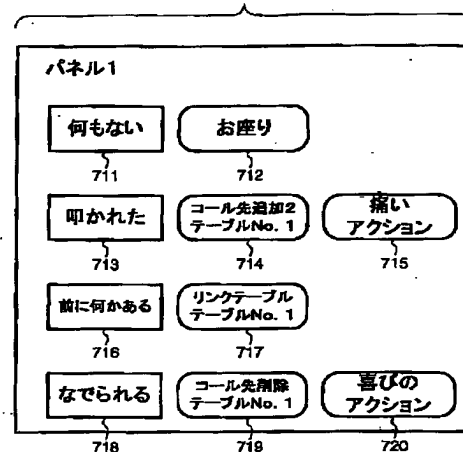 パネル1
何もない
お座り
711
712
叩かれた
コール先追加2
テーブルNo. 1
痛い
アクション
713
714
715
前に何かある
リンクテーブル
テーブルNo. 1
716
717
なでられる
コール先削除
テーブルNo. 1
喜びの
アクション
718
719
720